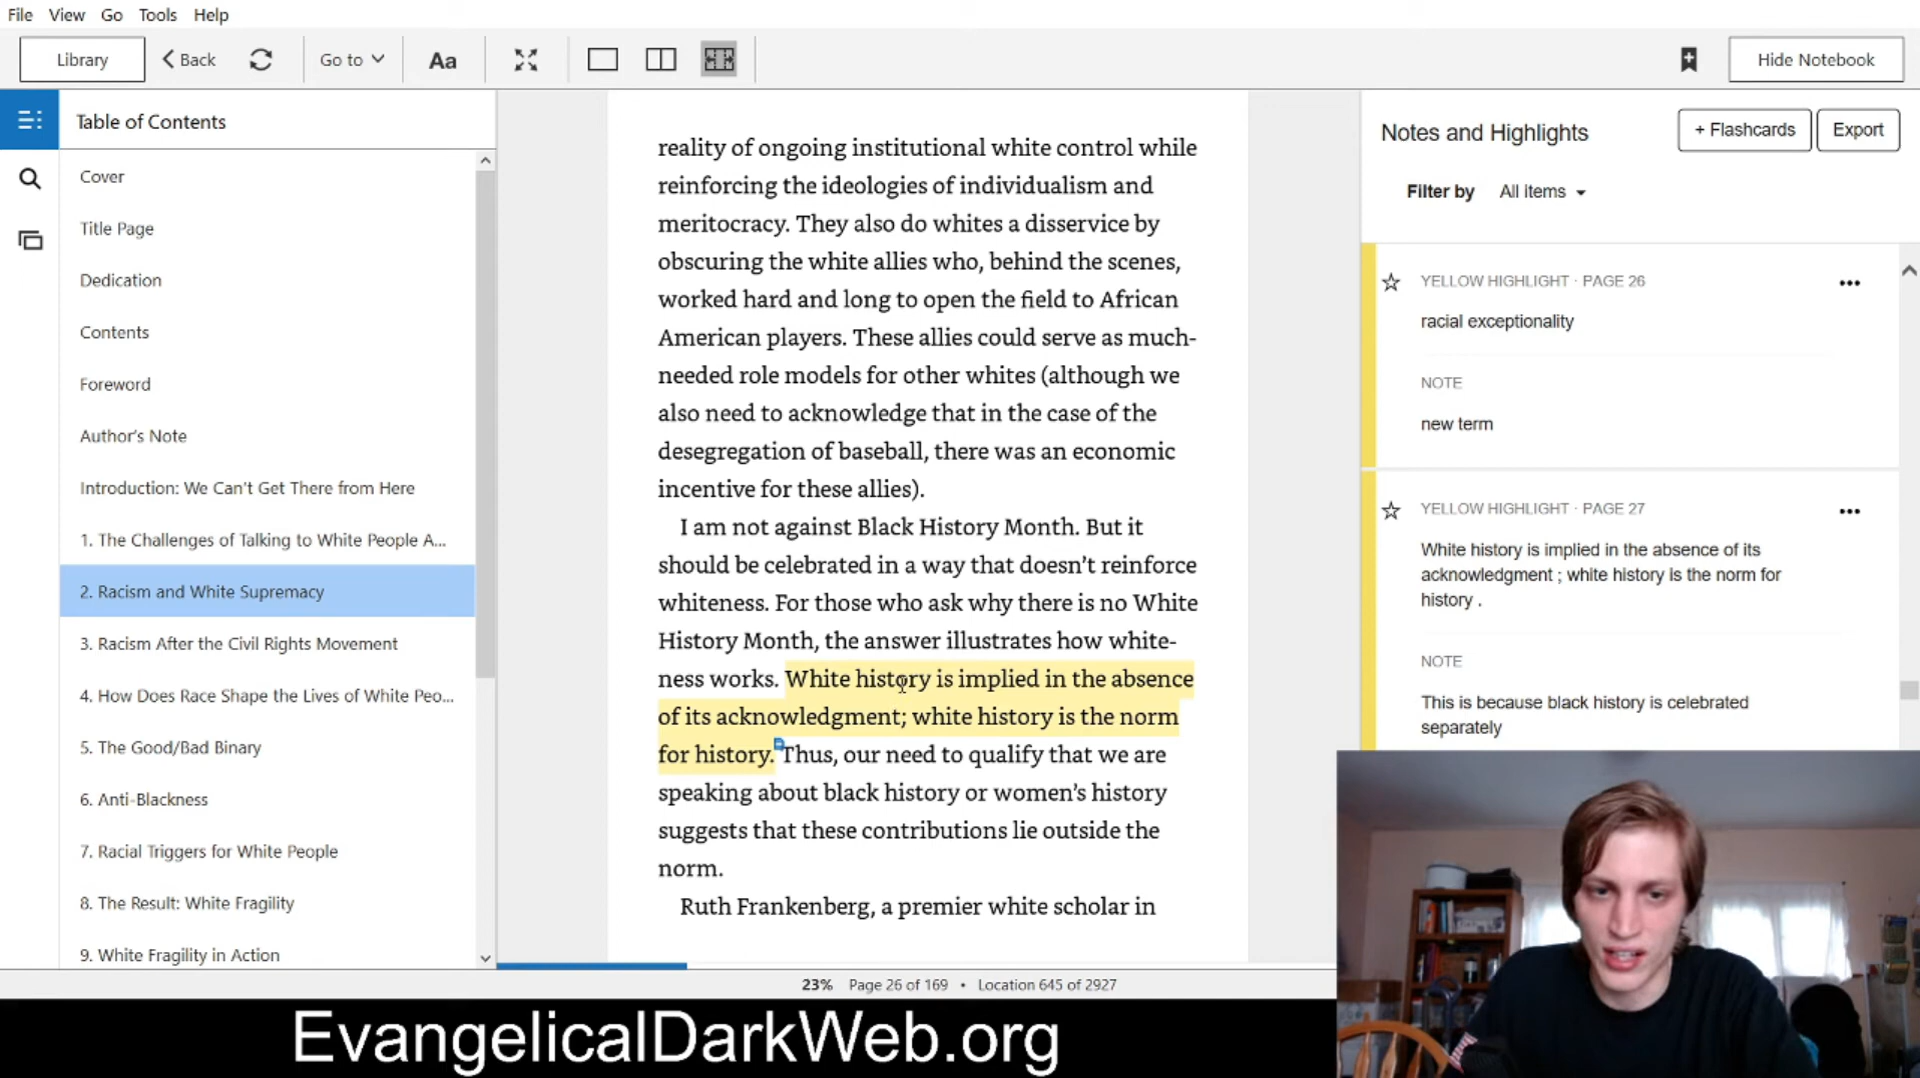 File View Go Tools Help
Library Back Go to Aa Hide Notebook
Table of Contents
Cover
Title Page
Dedication
Contents
Foreword
Author's Note
Introduction: We Can't Get There from Here
1. The Challenges of Talking to White People A...
2. Racism and White Supremacy
3. Racism After the Civil Rights Movement
4. How Does Race Shape the Lives of White Peo...
5. The Good/Bad Binary
6. Anti-Blackness
7. Racial Triggers for White People
8. The Result: White Fragility
9. White Fragility in Action
reality of ongoing institutional white control while
reinforcing the ideologies of individualism and
meritocracy. They also do whites a disservice by
obscuring the white allies who, behind the scenes,
worked hard and long to open the field to African
American players. These allies could serve as much-
needed role models for other whites (although we
also need to acknowledge that in the case of the
desegregation of baseball, there was an economic
incentive for these allies).
I am not against Black History Month. But it
should be celebrated in a way that doesn't reinforce
whiteness. For those who ask why there is no White
History Month, the answer illustrates how white-
ness works. White history is implied in the absence
of its acknowledgment; white history is the norm
for history. Thus, our need to qualify that we are
speaking about black history or women's history
suggests that these contributions lie outside the
norm.
Ruth Frankenberg, a premier white scholar in
23% Page 26 of 169 • Location 645 of 2927
Notes and Highlights + Flashcards Export
Filter by All items
YELLOW HIGHLIGHT · PAGE 26
racial exceptionality
NOTE
new term
YELLOW HIGHLIGHT · PAGE 27
White history is implied in the absence of its
acknowledgment ; white history is the norm for
history .
NOTE
This is because black history is celebrated
separately
EvangelicalDarkWeb.org